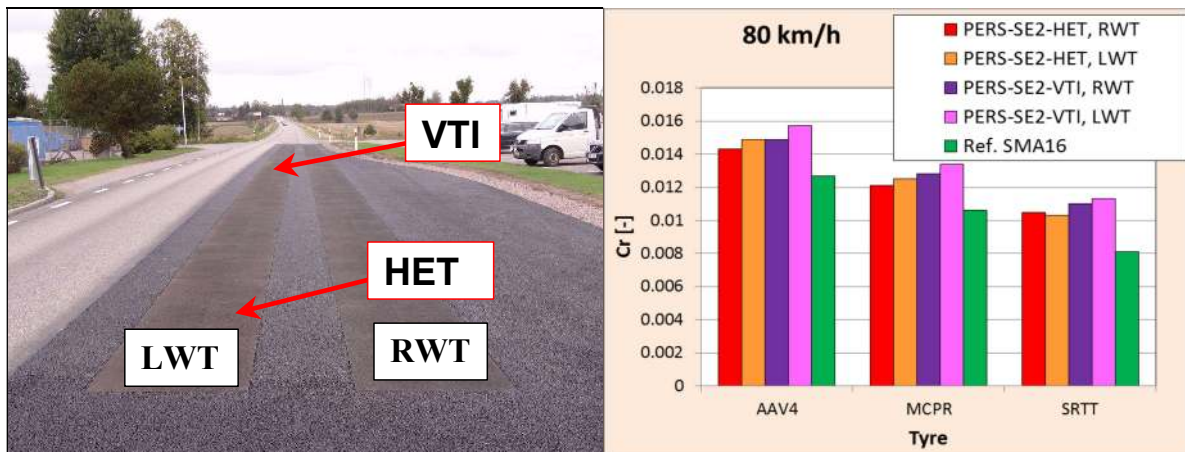 VTI
HET
LWT
RWT
80 km/h
PERS-SE2-HET, RWT
PERS-SE2-HET, LWT
PERS-SE2-VTI, RWT
PERS-SE2-VTI, LWT
Ref. SMA16
0.018
0.016
0.014
0.012
0.01
0.008
0.006
0.004
0.002
0
Cr [-]
AAV4 MCPR SRTT
Tyre